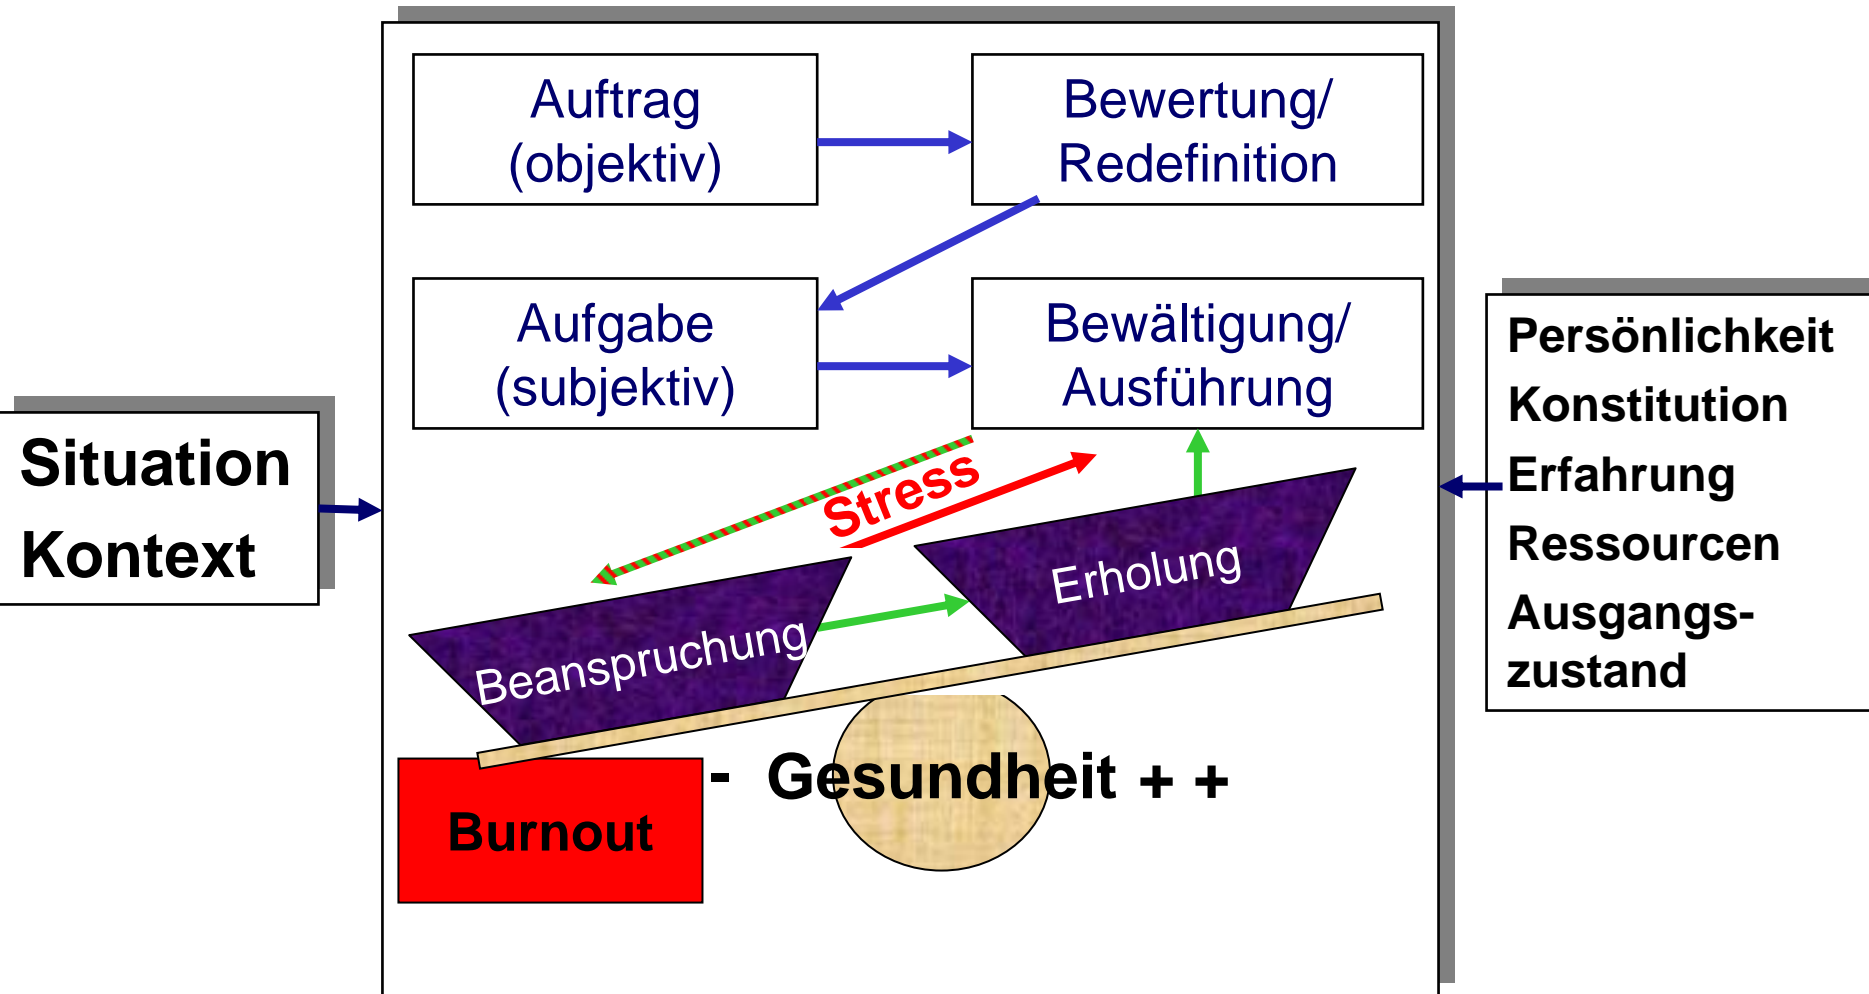 Auftrag
(objektiv)
Bewertung/
Redefinition
Aufgabe
(subjektiv)
Bewältigung/
Ausführung
Situation
Kontext
Persönlichkeit
Konstitution
Erfahrung
Ressourcen
Ausgangs-
zustand
Stress
Erholung
Beanspruchung
- Gesundheit + +
Burnout